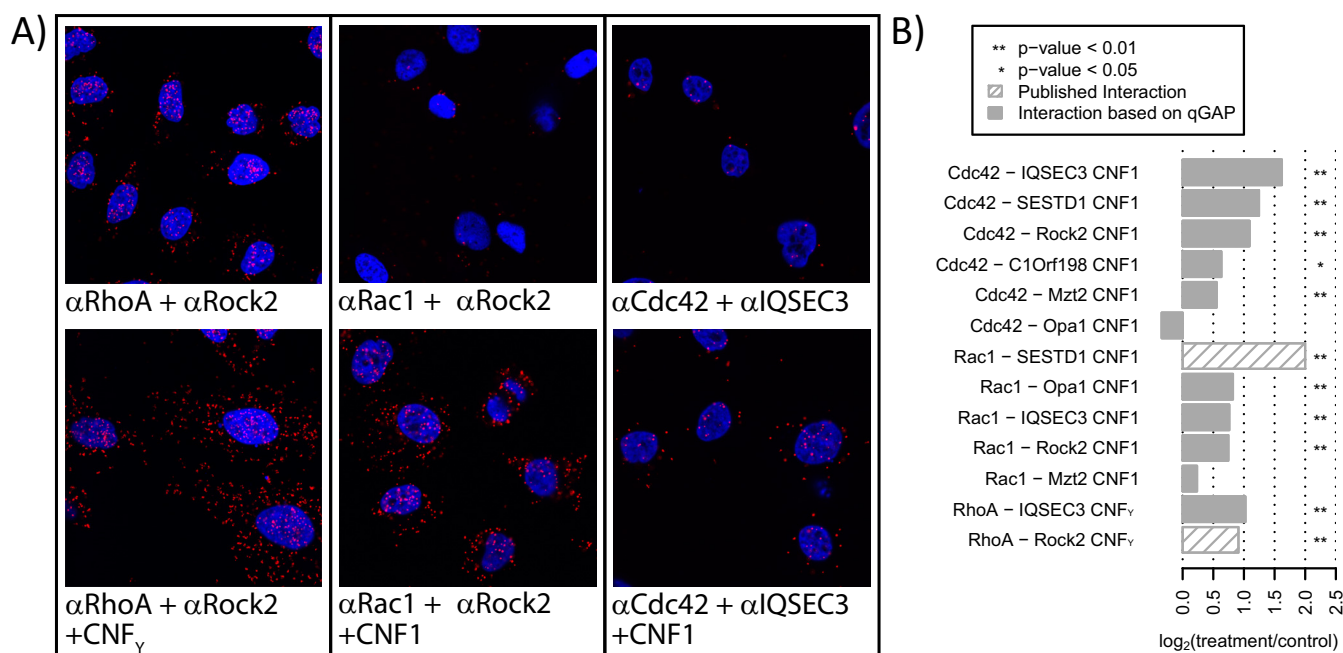 A)
αRhoA + αRock2
αRac1 + αRock2
αCdc42 + αIQSEC3
αRhoA + αRock2
+CNFY
αRac1 + αRock2
+CNF1
αCdc42 + αIQSEC3
+CNF1
B)
** p−value < 0.01
* p−value < 0.05
Published Interaction
Interaction based on qGAP
Cdc42 − IQSEC3 CNF1 **
Cdc42 − SESTD1 CNF1 **
Cdc42 − Rock2 CNF1 **
Cdc42 − C1Orf198 CNF1 *
Cdc42 − Mzt2 CNF1 **
Cdc42 − Opa1 CNF1
Rac1 − SESTD1 CNF1 **
Rac1 − Opa1 CNF1 **
Rac1 − IQSEC3 CNF1 **
Rac1 − Rock2 CNF1 **
Rac1 − Mzt2 CNF1
RhoA − IQSEC3 CNFY **
RhoA − Rock2 CNFY **
0.0 0.5 1.0 1.5 2.0 2.5
log2(treatment/control)